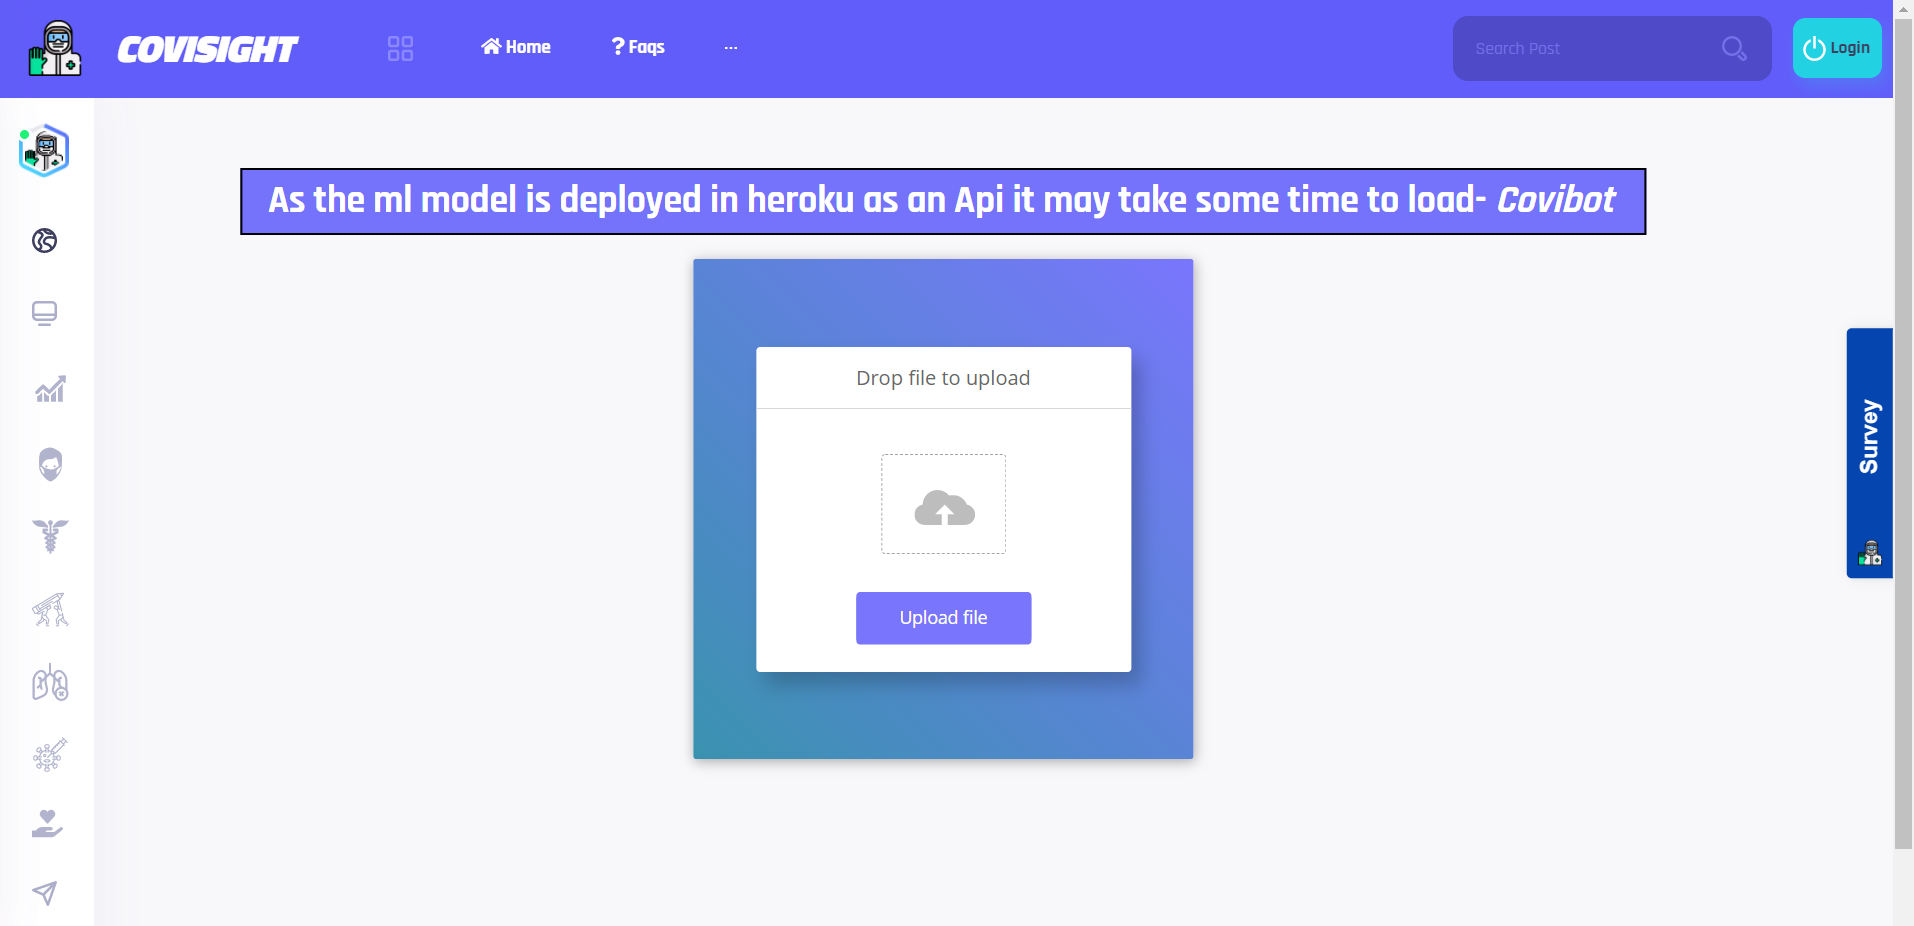 COVISIGHT
Home
? Faqs
...
Search Post
Login
As the ml model is deployed in heroku as an Api it may take some time to load- Covibot
Drop file to upload
Upload file
Survey